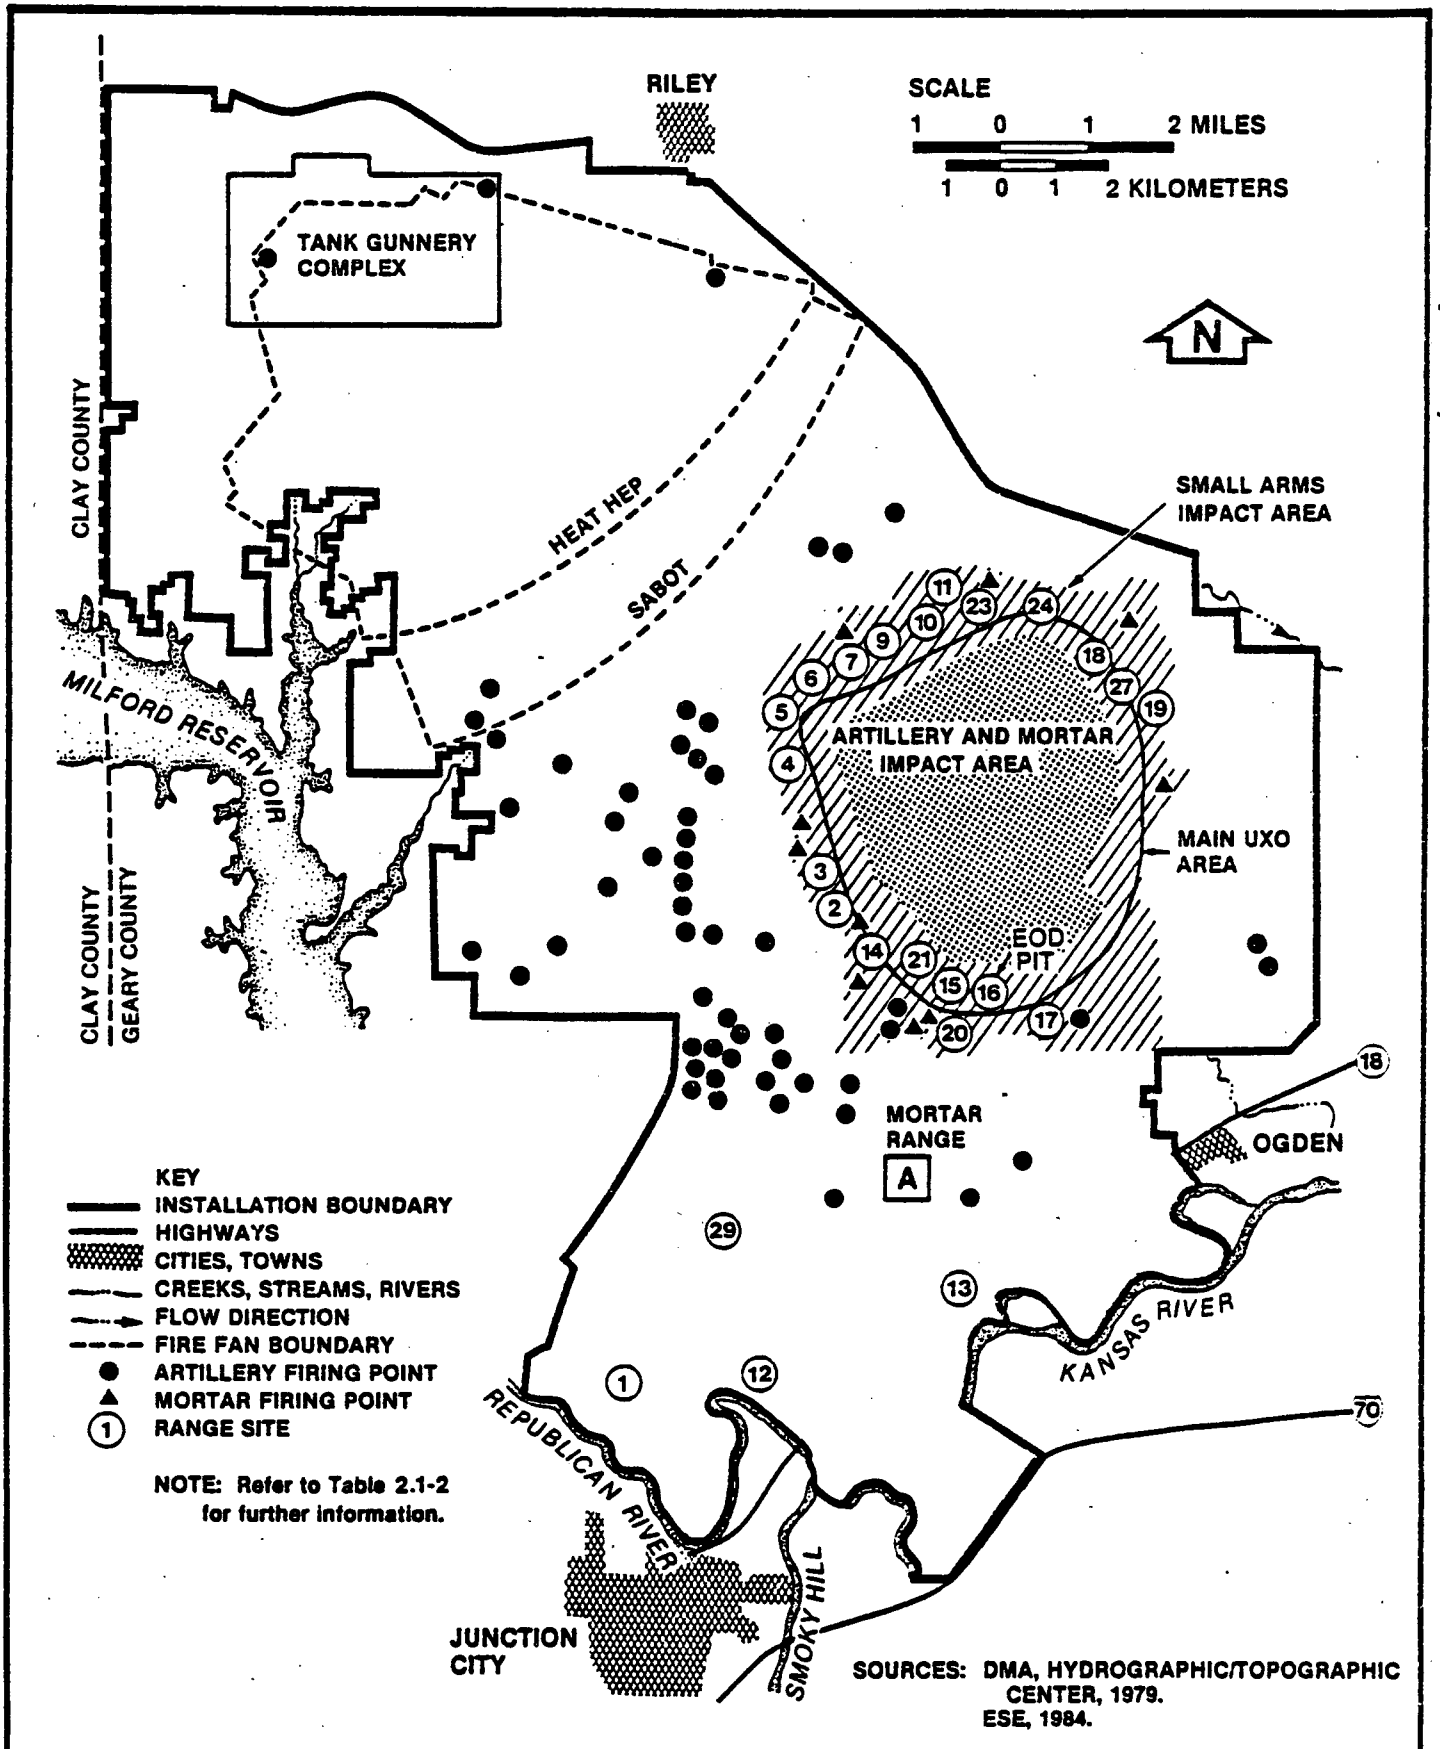 RILEY
SCALE
1 0 1 2 MILES
1 0 1 2 KILOMETERS
TANK GUNNERY
COMPLEX
N
CLAY COUNTY
HEAT HEP
SABOT
SMALL ARMS
IMPACT AREA
11
23
24
10
9
18
7
6
27
5
19
4
ARTILLERY AND MORTAR
IMPACT AREA
MILFORD RESERVOIR
MAIN UXO
AREA
3
2
CLAY COUNTY
GEARY COUNTY
14
21
EOD
PIT
15
16
17
20
18
MORTAR
RANGE
A
OGDEN
29
13
KANSAS RIVER
1
12
70
REPUBLICAN RIVER
SMOKY HILL
JUNCTION
CITY
KEY
INSTALLATION BOUNDARY
HIGHWAYS
CITIES, TOWNS
CREEKS, STREAMS, RIVERS
FLOW DIRECTION
FIRE FAN BOUNDARY
ARTILLERY FIRING POINT
MORTAR FIRING POINT
1 RANGE SITE
NOTE: Refer to Table 2.1-2
for further information.
SOURCES: DMA, HYDROGRAPHIC/TOPOGRAPHIC
CENTER, 1979.
ESE, 1984.